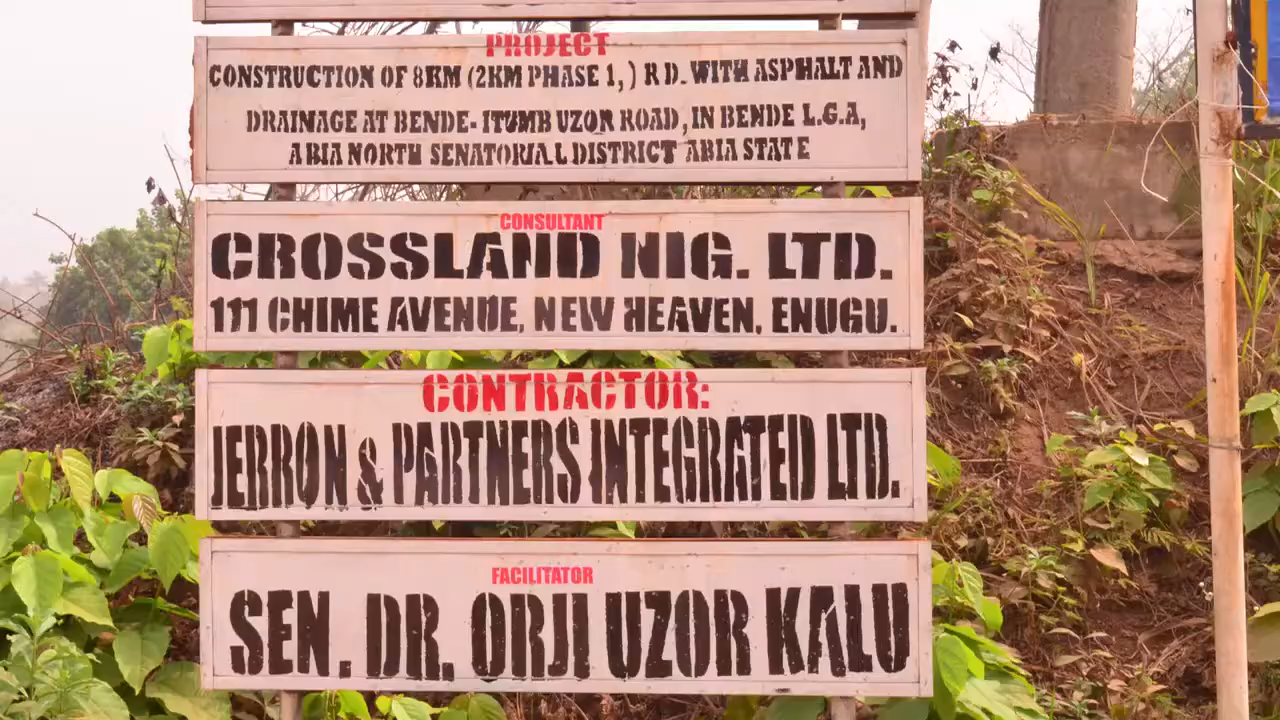 PROJECT
CONSTRUCTION OF 8KM (2KM PHASE 1,) RD. WITH ASPHALT AND
DRAINAGE AT BENDE- ITUMB UZOR ROAD, IN BENDE L.G.A,
ABIA NORTH SENATORIAL DISTRICT ABIA STATE
CONSULTANT
CROSSLAND NIG. LTD.
111 CHIME AVENUE, NEW HEAVEN, ENUGU.
CONTRACTOR:
JERRON & PARTNERS INTEGRATED LTD.
FACILITATOR
SEN. DR. ORJI UZOR KALU